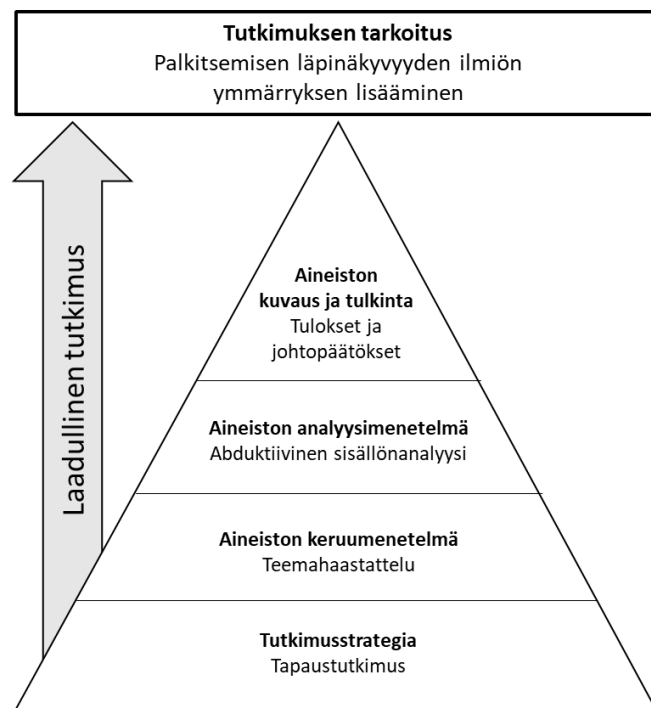 Tutkimuksen tarkoitus
Palkitsemisen läpinäkyvyyden ilmiön
ymmärryksen lisääminen
Laadullinen tutkimus
Aineiston
kuvaus ja tulkinta
Tulokset ja
johtopäätökset
Aineiston analyysimenetelmä
Abduktiivinen sisällönanalyysi
Aineiston keruumenetelmä
Teemahaastattelu
Tutkimusstrategia
Tapaustutkimus